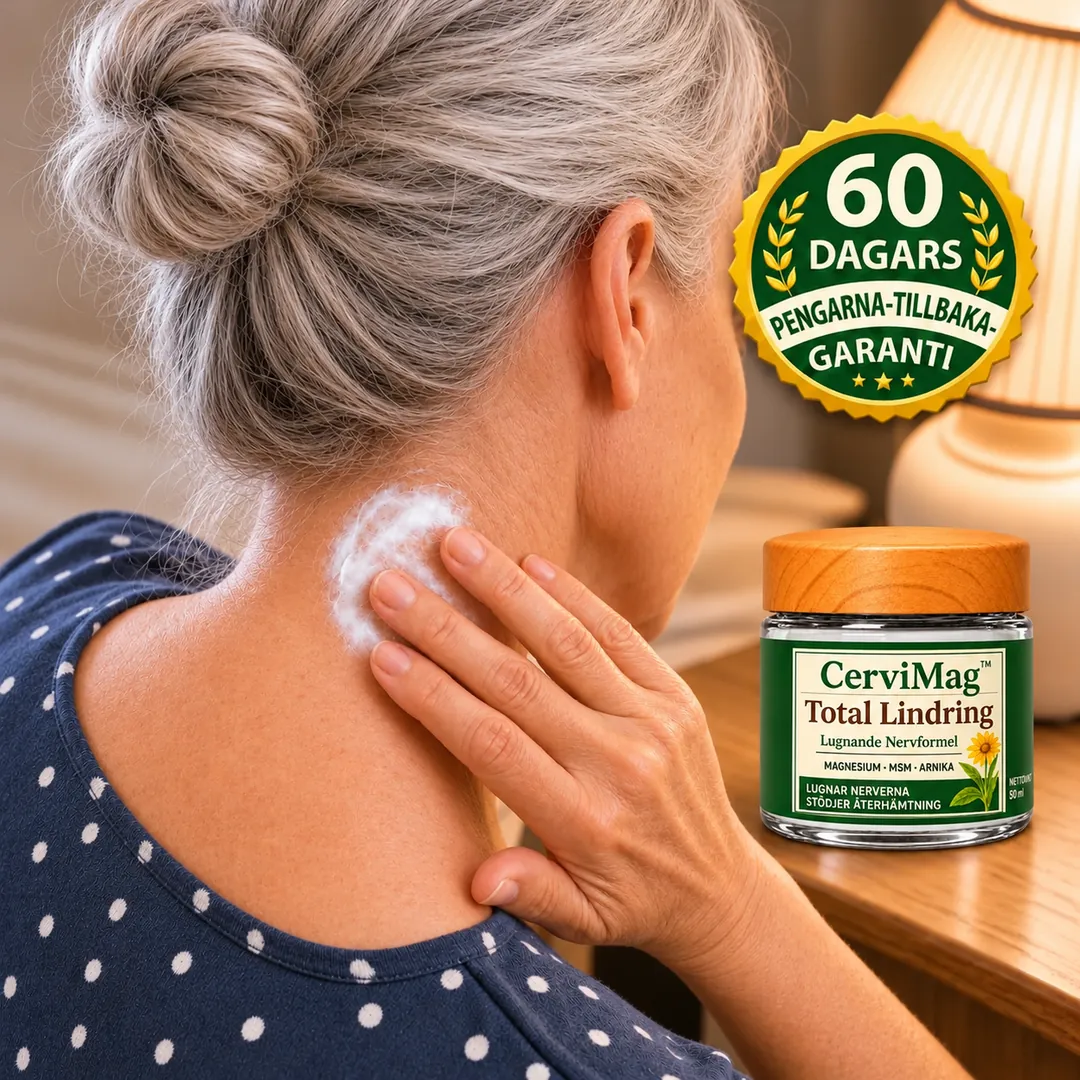 60
DAGARS
PENGARNA-TILLBAKA-
GARANTI
CerviMag™
Total Lindring
Lugnande Nervformel
MAGNESIUM · MSM · ARNIKA
LUGNAR NERVERNA
STÖDJER ÅTERHÄMTNING
50 ml